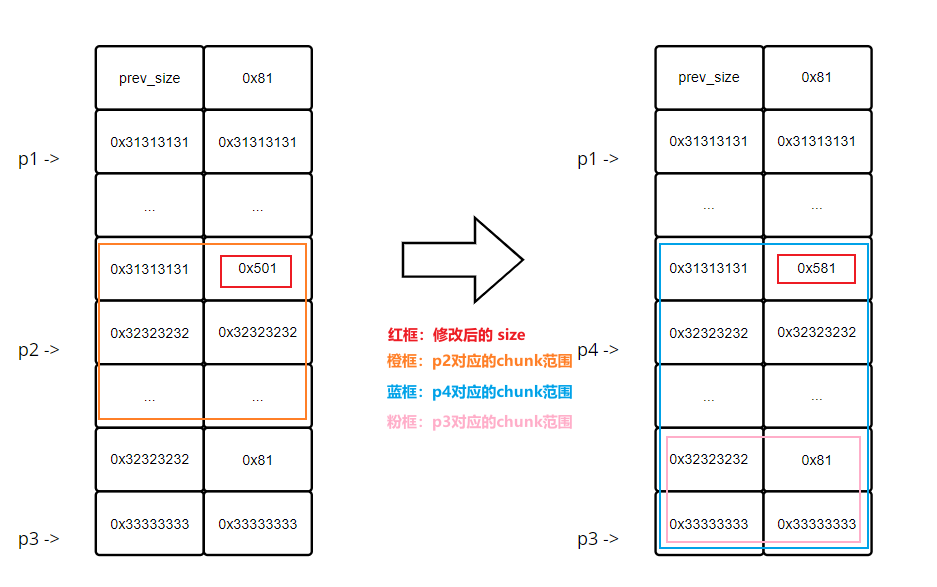 prev_size 0x81
p1 -> 0x31313131 0x31313131
... ...
0x31313131 0x501
p2 -> 0x32323232 0x32323232
... ...
0x32323232 0x81
p3 -> 0x33333333 0x33333333
红框：修改后的 size
橙框：p2对应的chunk范围
蓝框：p4对应的chunk范围
粉框：p3对应的chunk范围
prev_size 0x81
p1 -> 0x31313131 0x31313131
... ...
0x31313131 0x581
p4 -> 0x32323232 0x32323232
... ...
0x32323232 0x81
p3 -> 0x33333333 0x33333333